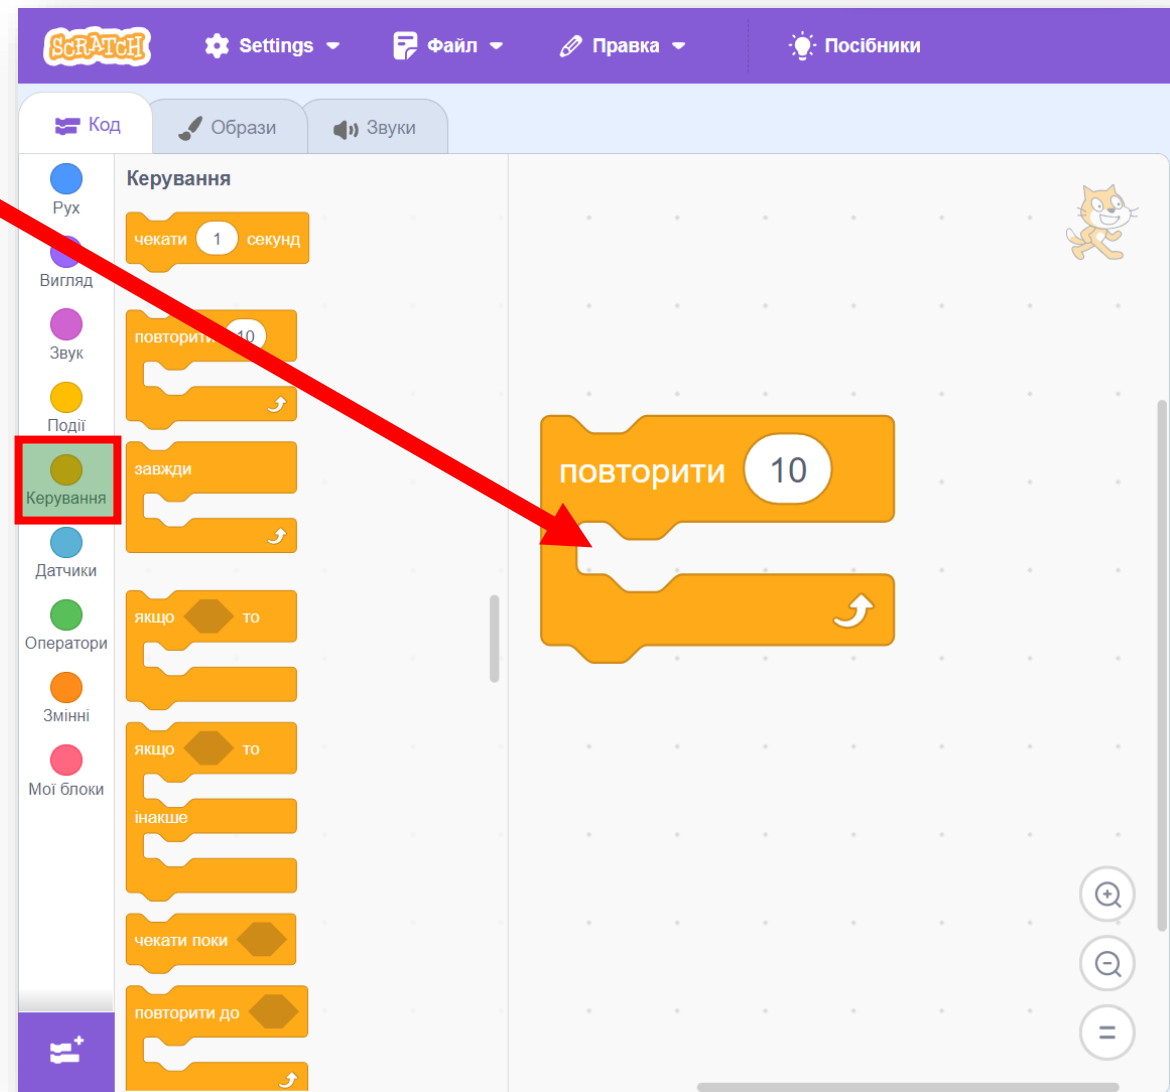 SCRATCH Settings Файл Правка Посібники
Код Образи Звуки
Рух
Вигляд
Звук
Події
Керування
Датчики
Оператори
Змінні
Мої блоки
Керування
чекати 1 секунд
повторити 10
завжди
якщо то
якщо то
інакше
чекати поки
повторити до
повторити 10